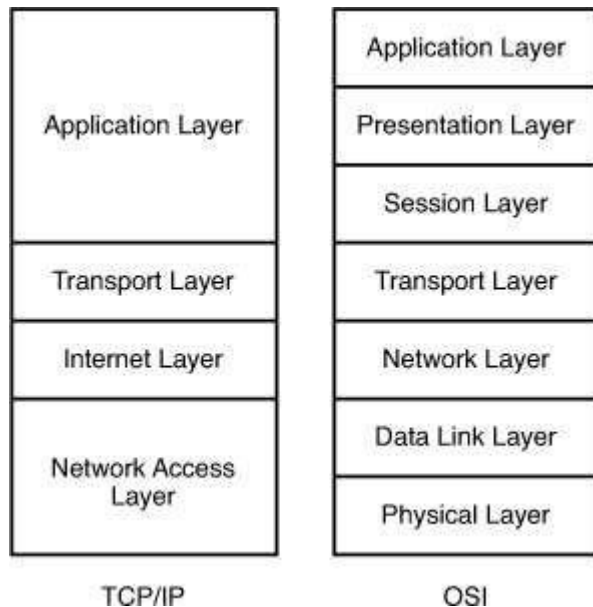 Application Layer
Transport Layer
Internet Layer
Network Access
Layer
TCP/IP
Application Layer
Presentation Layer
Session Layer
Transport Layer
Network Layer
Data Link Layer
Physical Layer
OSI